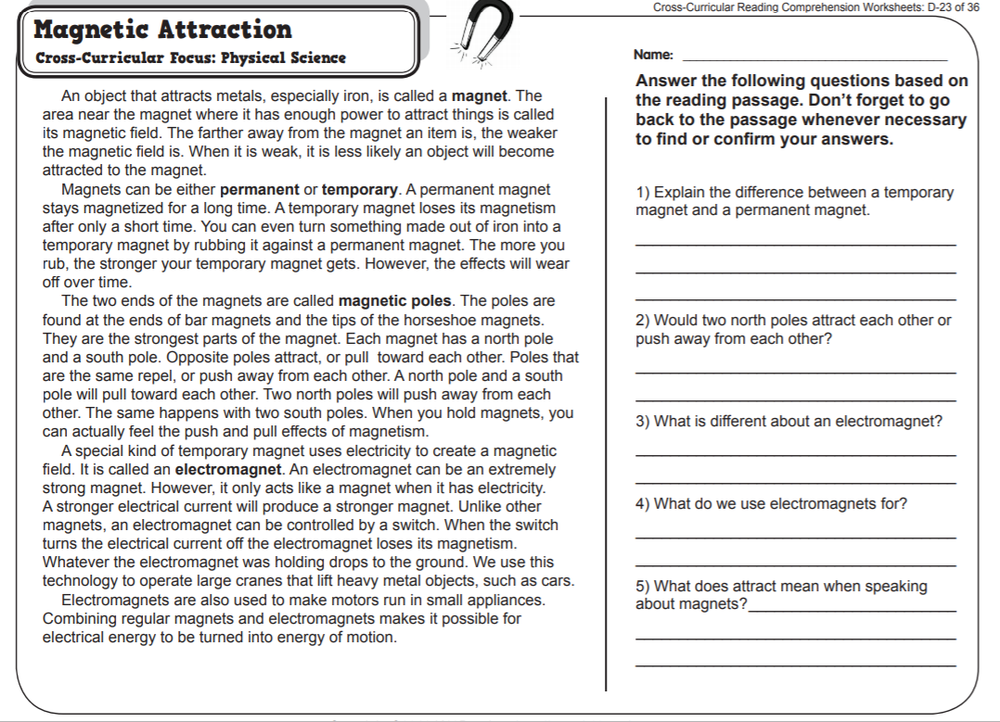 Cross-Curricular Reading Comprehension Worksheets: D-23 of 36
Magnetic Attraction
Cross-Curricular Focus: Physical Science
An object that attracts metals, especially iron, is called a magnet. The
area near the magnet where it has enough power to attract things is called
its magnetic field. The farther away from the magnet an item is, the weaker
the magnetic field is. When it is weak, it is less likely an object will become
attracted to the magnet.
Magnets can be either permanent or temporary. A permanent magnet
stays magnetized for a long time. A temporary magnet loses its magnetism
after only a short time. You can even turn something made out of iron into a
temporary magnet by rubbing it against a permanent magnet. The more you
rub, the stronger your temporary magnet gets. However, the effects will wear
off over time.
The two ends of the magnets are called magnetic poles. The poles are
found at the ends of bar magnets and the tips of the horseshoe magnets.
They are the strongest parts of the magnet. Each magnet has a north pole
and a south pole. Opposite poles attract, or pull toward each other. Poles that
are the same repel, or push away from each other. A north pole and a south
pole will pull toward each other. Two north poles will push away from each
other. The same happens with two south poles. When you hold magnets, you
can actually feel the push and pull effects of magnetism.
A special kind of temporary magnet uses electricity to create a magnetic
field. It is called an electromagnet. An electromagnet can be an extremely
strong magnet. However, it only acts like a magnet when it has electricity.
A stronger electrical current will produce a stronger magnet. Unlike other
magnets, an electromagnet can be controlled by a switch. When the switch
turns the electrical current off the electromagnet loses its magnetism.
Whatever the electromagnet was holding drops to the ground. We use this
technology to operate large cranes that lift heavy metal objects, such as cars.
Electromagnets are also used to make motors run in small appliances.
Combining regular magnets and electromagnets makes it possible for
electrical energy to be turned into energy of motion.
Name:
Answer the following questions based on
the reading passage. Don't forget to go
back to the passage whenever necessary
to find or confirm your answers.
1) Explain the difference between a temporary
magnet and a permanent magnet.
2) Would two north poles attract each other or
push away from each other?
3) What is different about an electromagnet?
4) What do we use electromagnets for?
5) What does attract mean when speaking
about magnets?